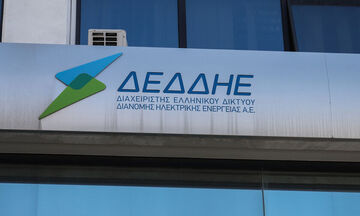 ΔΕΔΔΗΕ
ΔΙΑΧΕΙΡΙΣΤΗΣ ΕΛΛΗΝΙΚΟΥ ΔΙΚΤΥΟΥ
ΔΙΑΝΟΜΗΣ ΗΛΕΚΤΡΙΚΗΣ ΕΝΕΡΓΕΙΑΣ Α.Ε.